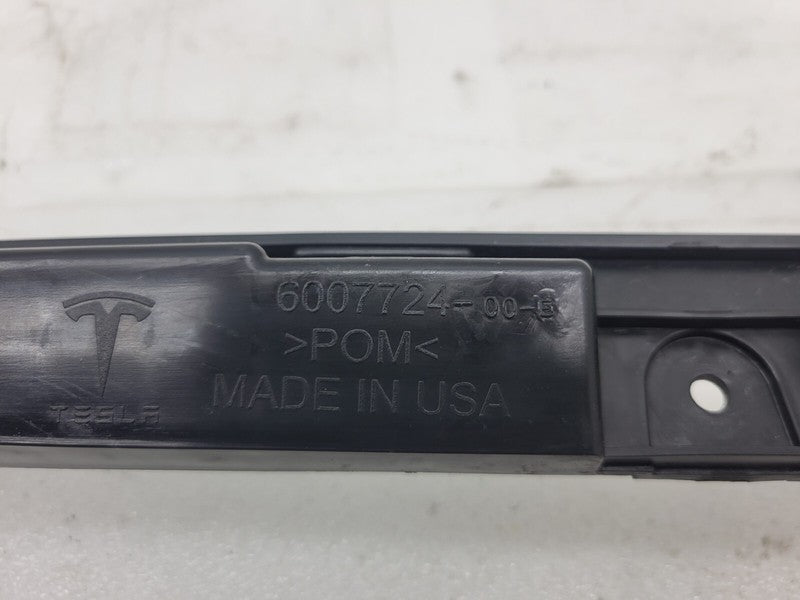 6007724-00-B
>POM<
MADE IN USA
TESLA